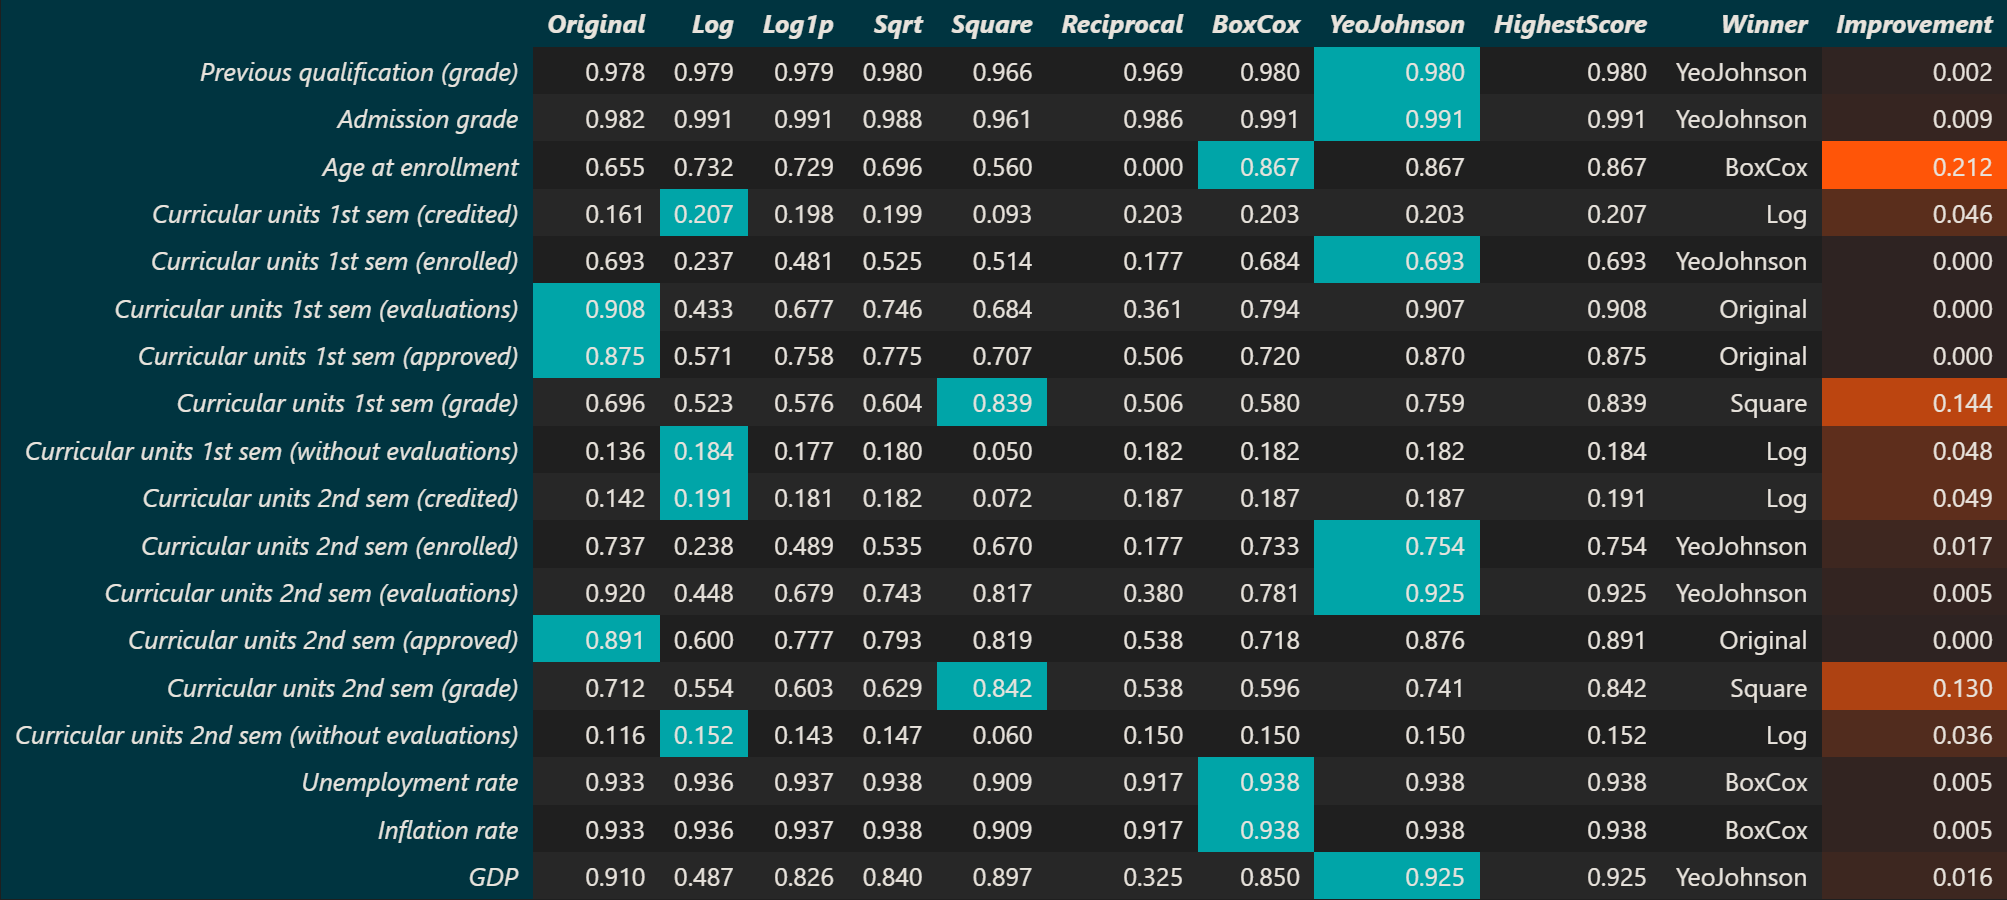 Original Log Log1p Sqrt Square Reciprocal BoxCox YeoJohnson HighestScore Winner Improvement
Previous qualification (grade) 0.978 0.979 0.979 0.980 0.966 0.969 0.980 0.980 0.980 YeoJohnson 0.002
Admission grade 0.982 0.991 0.991 0.988 0.961 0.986 0.991 0.991 0.991 YeoJohnson 0.009
Age at enrollment 0.655 0.732 0.729 0.696 0.560 0.000 0.867 0.867 0.867 BoxCox 0.212
Curricular units 1st sem (credited) 0.161 0.207 0.198 0.199 0.093 0.203 0.203 0.203 0.207 Log 0.046
Curricular units 1st sem (enrolled) 0.693 0.237 0.481 0.525 0.514 0.177 0.684 0.693 0.693 YeoJohnson 0.000
Curricular units 1st sem (evaluations) 0.908 0.433 0.677 0.746 0.684 0.361 0.794 0.907 0.908 Original 0.000
Curricular units 1st sem (approved) 0.875 0.571 0.758 0.775 0.707 0.506 0.720 0.870 0.875 Original 0.000
Curricular units 1st sem (grade) 0.696 0.523 0.576 0.604 0.839 0.506 0.580 0.759 0.839 Square 0.144
Curricular units 1st sem (without evaluations) 0.136 0.184 0.177 0.180 0.050 0.182 0.182 0.182 0.184 Log 0.048
Curricular units 2nd sem (credited) 0.142 0.191 0.181 0.182 0.072 0.187 0.187 0.187 0.191 Log 0.049
Curricular units 2nd sem (enrolled) 0.737 0.238 0.489 0.535 0.670 0.177 0.733 0.754 0.754 YeoJohnson 0.017
Curricular units 2nd sem (evaluations) 0.920 0.448 0.679 0.743 0.817 0.380 0.781 0.925 0.925 YeoJohnson 0.005
Curricular units 2nd sem (approved) 0.891 0.600 0.777 0.793 0.819 0.538 0.718 0.876 0.891 Original 0.000
Curricular units 2nd sem (grade) 0.712 0.554 0.603 0.629 0.842 0.538 0.596 0.741 0.842 Square 0.130
Curricular units 2nd sem (without evaluations) 0.116 0.152 0.143 0.147 0.060 0.150 0.150 0.150 0.152 Log 0.036
Unemployment rate 0.933 0.936 0.937 0.938 0.909 0.917 0.938 0.938 0.938 BoxCox 0.005
Inflation rate 0.933 0.936 0.937 0.938 0.909 0.917 0.938 0.938 0.938 BoxCox 0.005
GDP 0.910 0.487 0.826 0.840 0.897 0.325 0.850 0.925 0.925 YeoJohnson 0.016